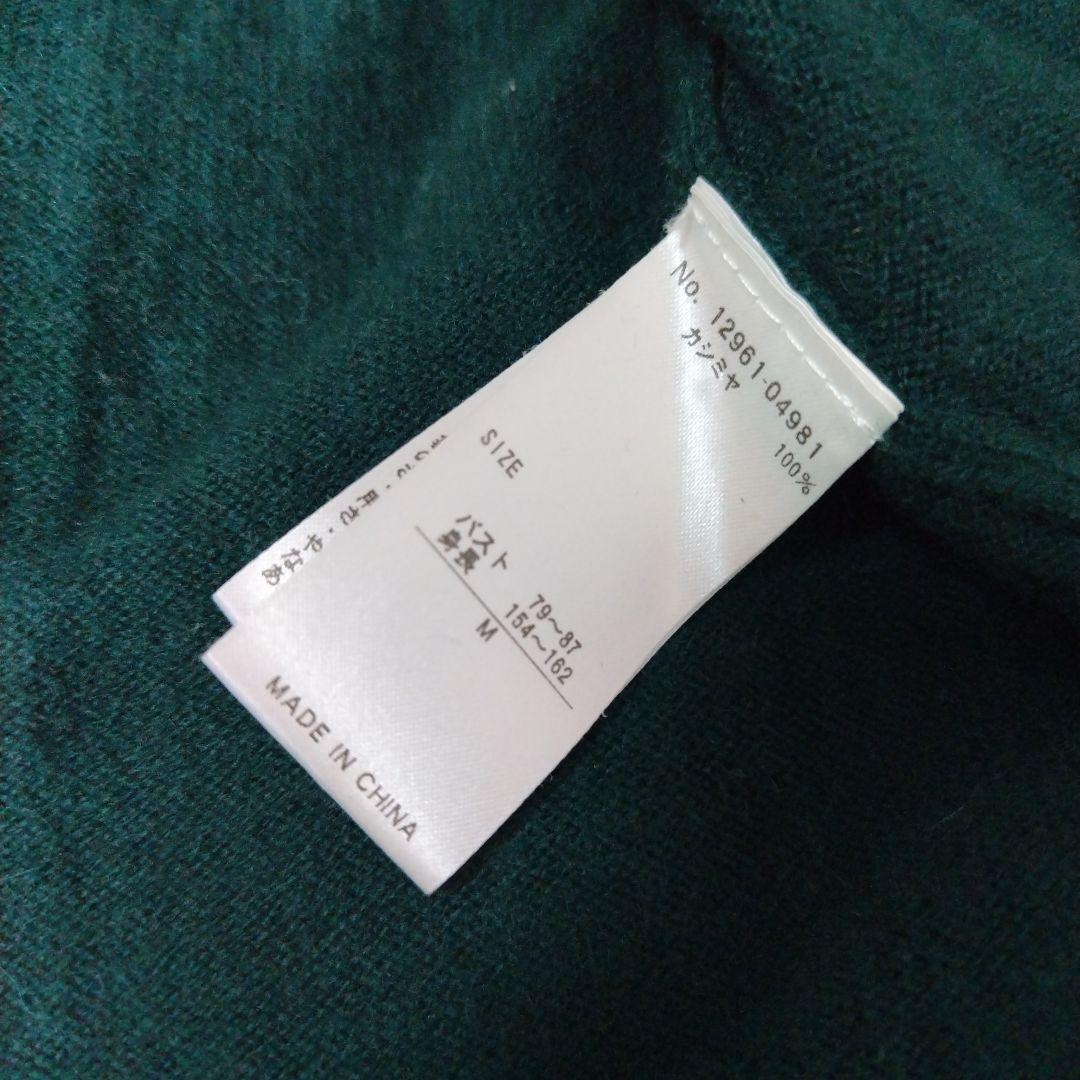 No. 12961-04981
カシミヤ 100%
SIZE
バスト 79〜87
身長 154〜162
M
MADE IN CHINA